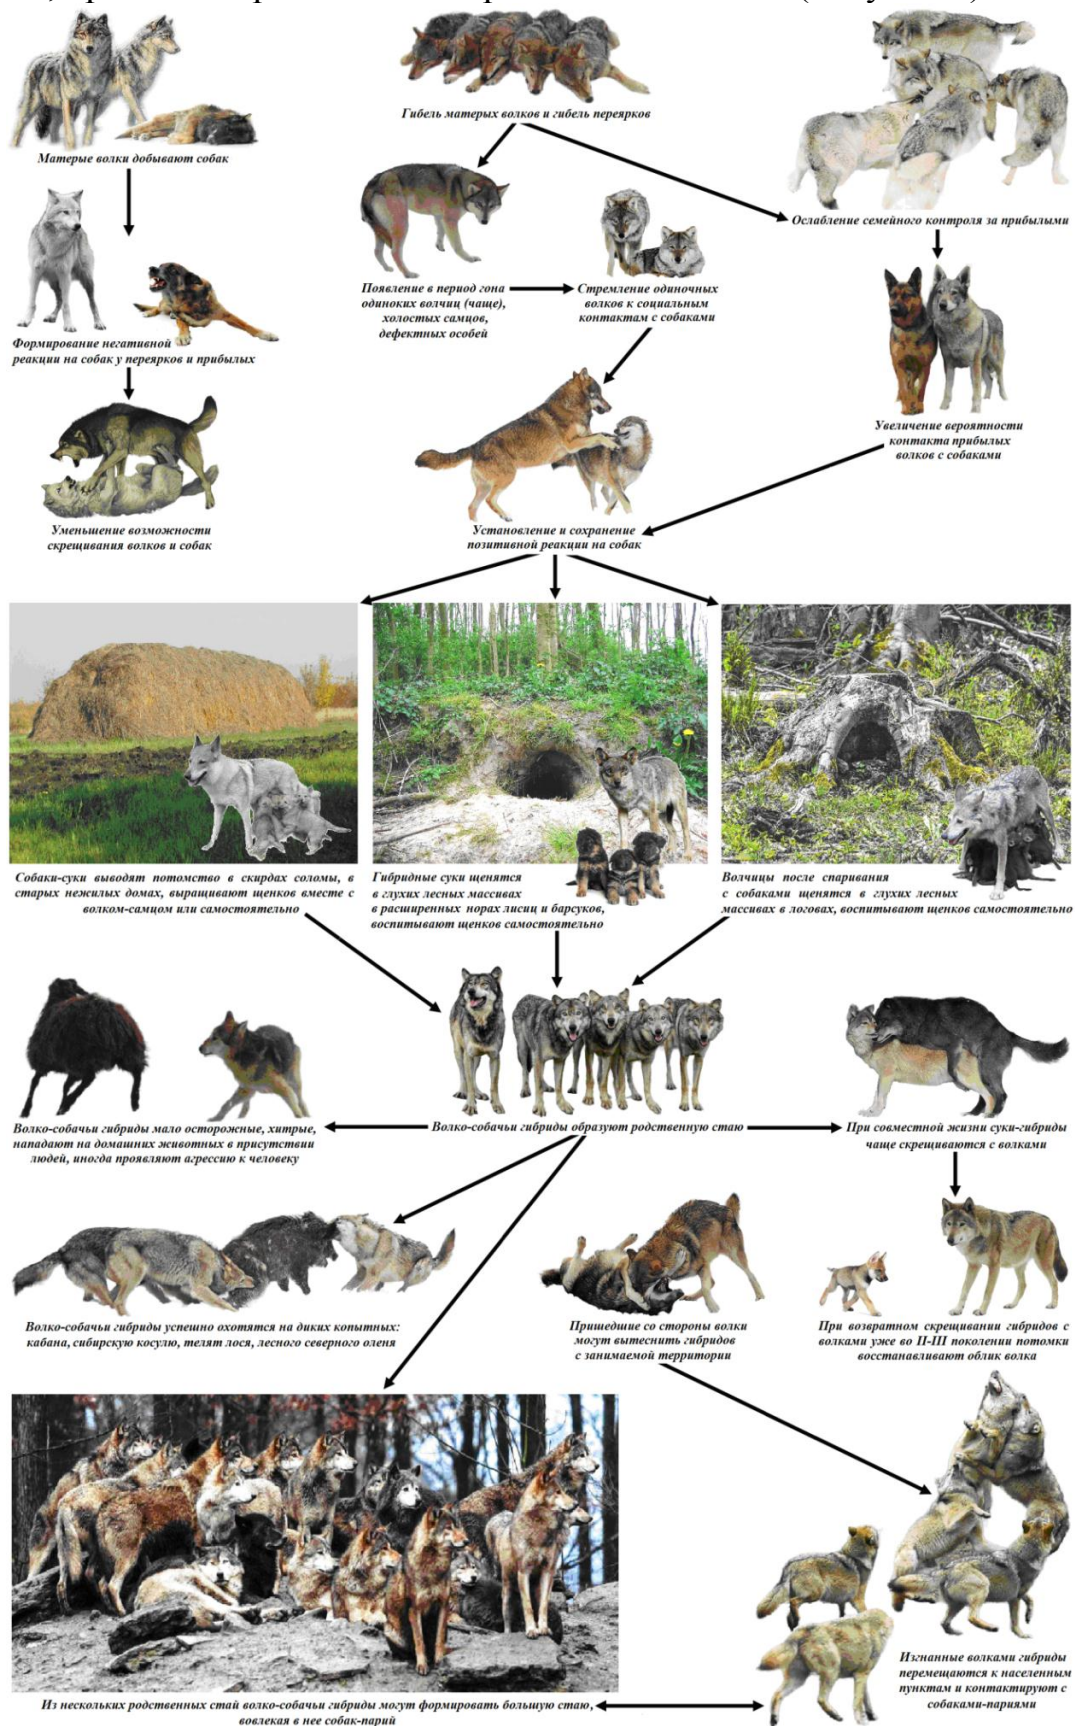 Гибель матерых волков и гибель переярков
Матерые волки добывают собак
Ослабление семейного контроля за прибылыми
Появление в период гона
одиноких волчиц (чаще),
холостых самцов,
дефектных особей
Стремление одиночных
волков к социальным
контактам с собаками
Формирование негативной
реакции на собак у переярков и прибылых
Увеличение вероятности
контакта прибылых
волков с собаками
Уменьшение возможности
скрещивания волков и собак
Установление и сохранение
позитивной реакции на собак
Собаки-суки выводят потомство в скирдах соломы, в
старых нежилых домах, выращивают щенков вместе с
волком-самцом или самостоятельно
Гибридные суки щенятся
в глухих лесных массивах
в расширенных норах лисиц и барсуков,
воспитывают щенков самостоятельно
Волчицы после спаривания
с собаками щенятся в глухих лесных
массивах в логовах, воспитывают щенков самостоятельно
Волко-собачьи гибриды мало осторожные, хитрые,
нападают на домашних животных в присутствии
людей, иногда проявляют агрессию к человеку
Волко-собачьи гибриды образуют родственную стаю
При совместной жизни суки-гибриды
чаще скрещиваются с волками
Волко-собачьи гибриды успешно охотятся на диких копытных:
кабана, сибирскую косулю, телят лося, лесного северного оленя
Пришедшие со стороны волки
могут вытеснить гибридов
с занимаемой территории
При возвратном скрещивании гибридов с
волками уже во II-III поколении потомки
восстанавливают облик волка
Изгнанные волками гибриды
перемещаются к населенным
пунктам и контактируют с
собаками-париями
Из нескольких родственных стай волко-собачьи гибриды могут формировать большую стаю,
вовлекая в нее собак-парий